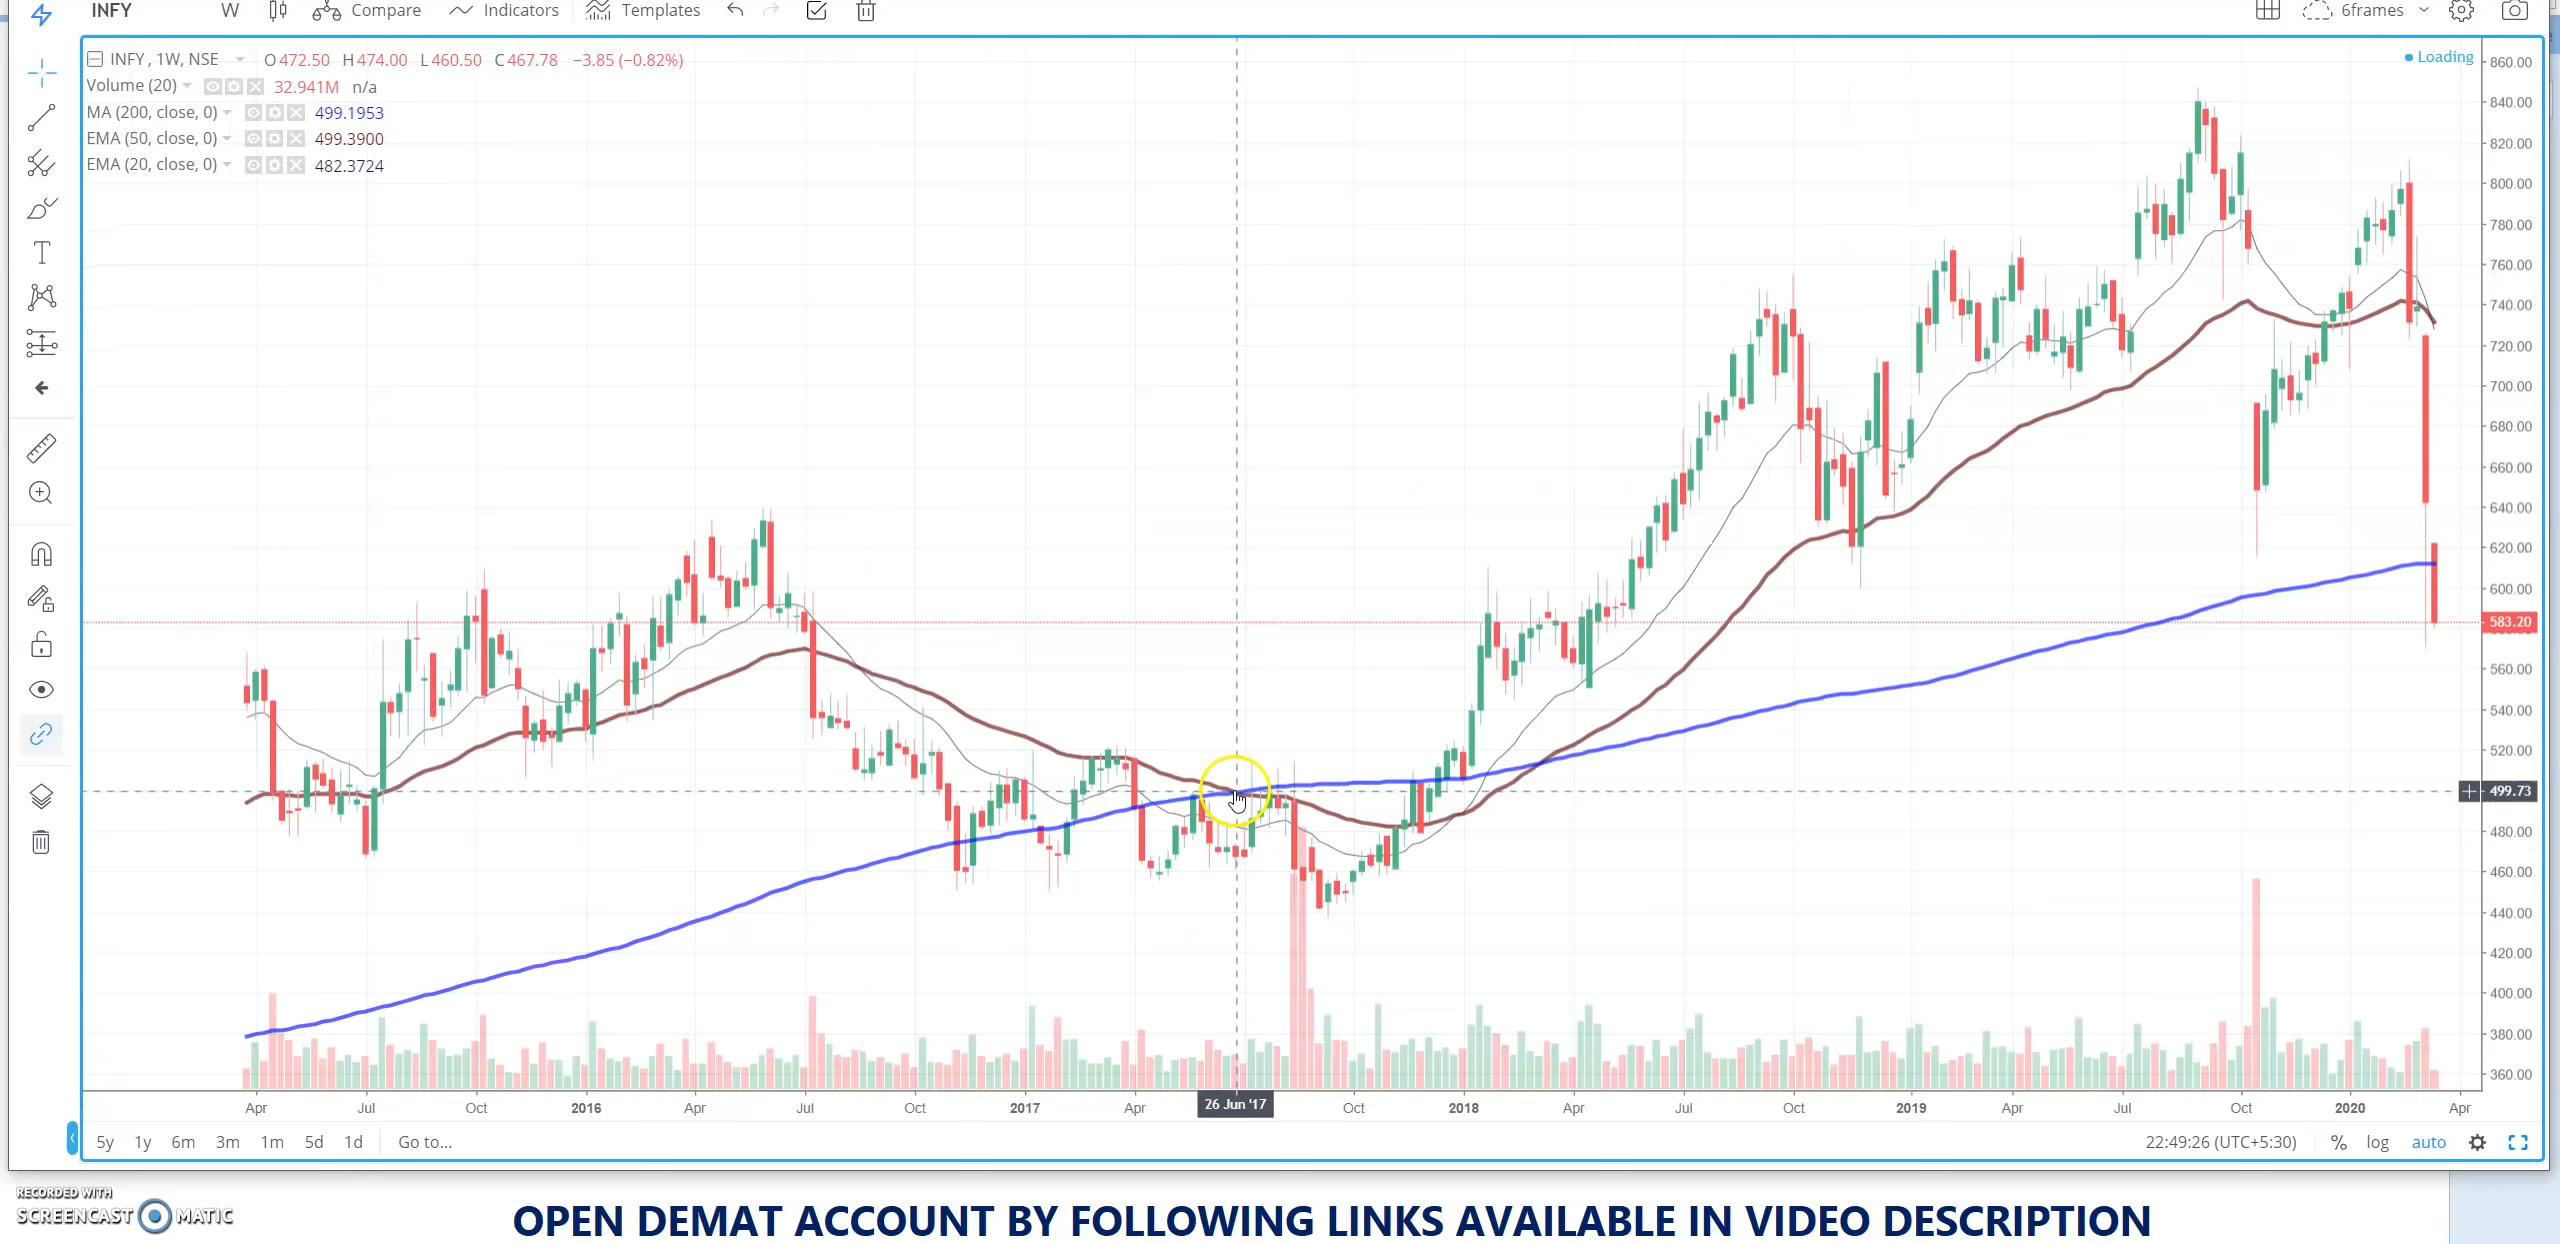 INFY W Compare Indicators Templates 6frames
INFY, 1W, NSE O472.50 H474.00 L460.50 C467.78 −3.85 (−0.82%)
Loading
Volume (20) 32.941M n/a
MA (200, close, 0) 499.1953
EMA (50, close, 0) 499.3900
EMA (20, close, 0) 482.3724
860.00
840.00
820.00
800.00
780.00
760.00
740.00
720.00
700.00
680.00
660.00
640.00
620.00
600.00
583.20
560.00
540.00
520.00
499.73
480.00
460.00
440.00
420.00
400.00
380.00
360.00
Apr Jul Oct 2016 Apr Jul Oct 2017 Apr 26 Jun '17 Oct 2018 Apr Jul Oct 2019 Apr Jul Oct 2020 Apr
5y 1y 6m 3m 1m 5d 1d Go to... 22:49:26 (UTC+5:30) % log auto
RECORDED WITH
SCREENCAST MATIC
OPEN DEMAT ACCOUNT BY FOLLOWING LINKS AVAILABLE IN VIDEO DESCRIPTION